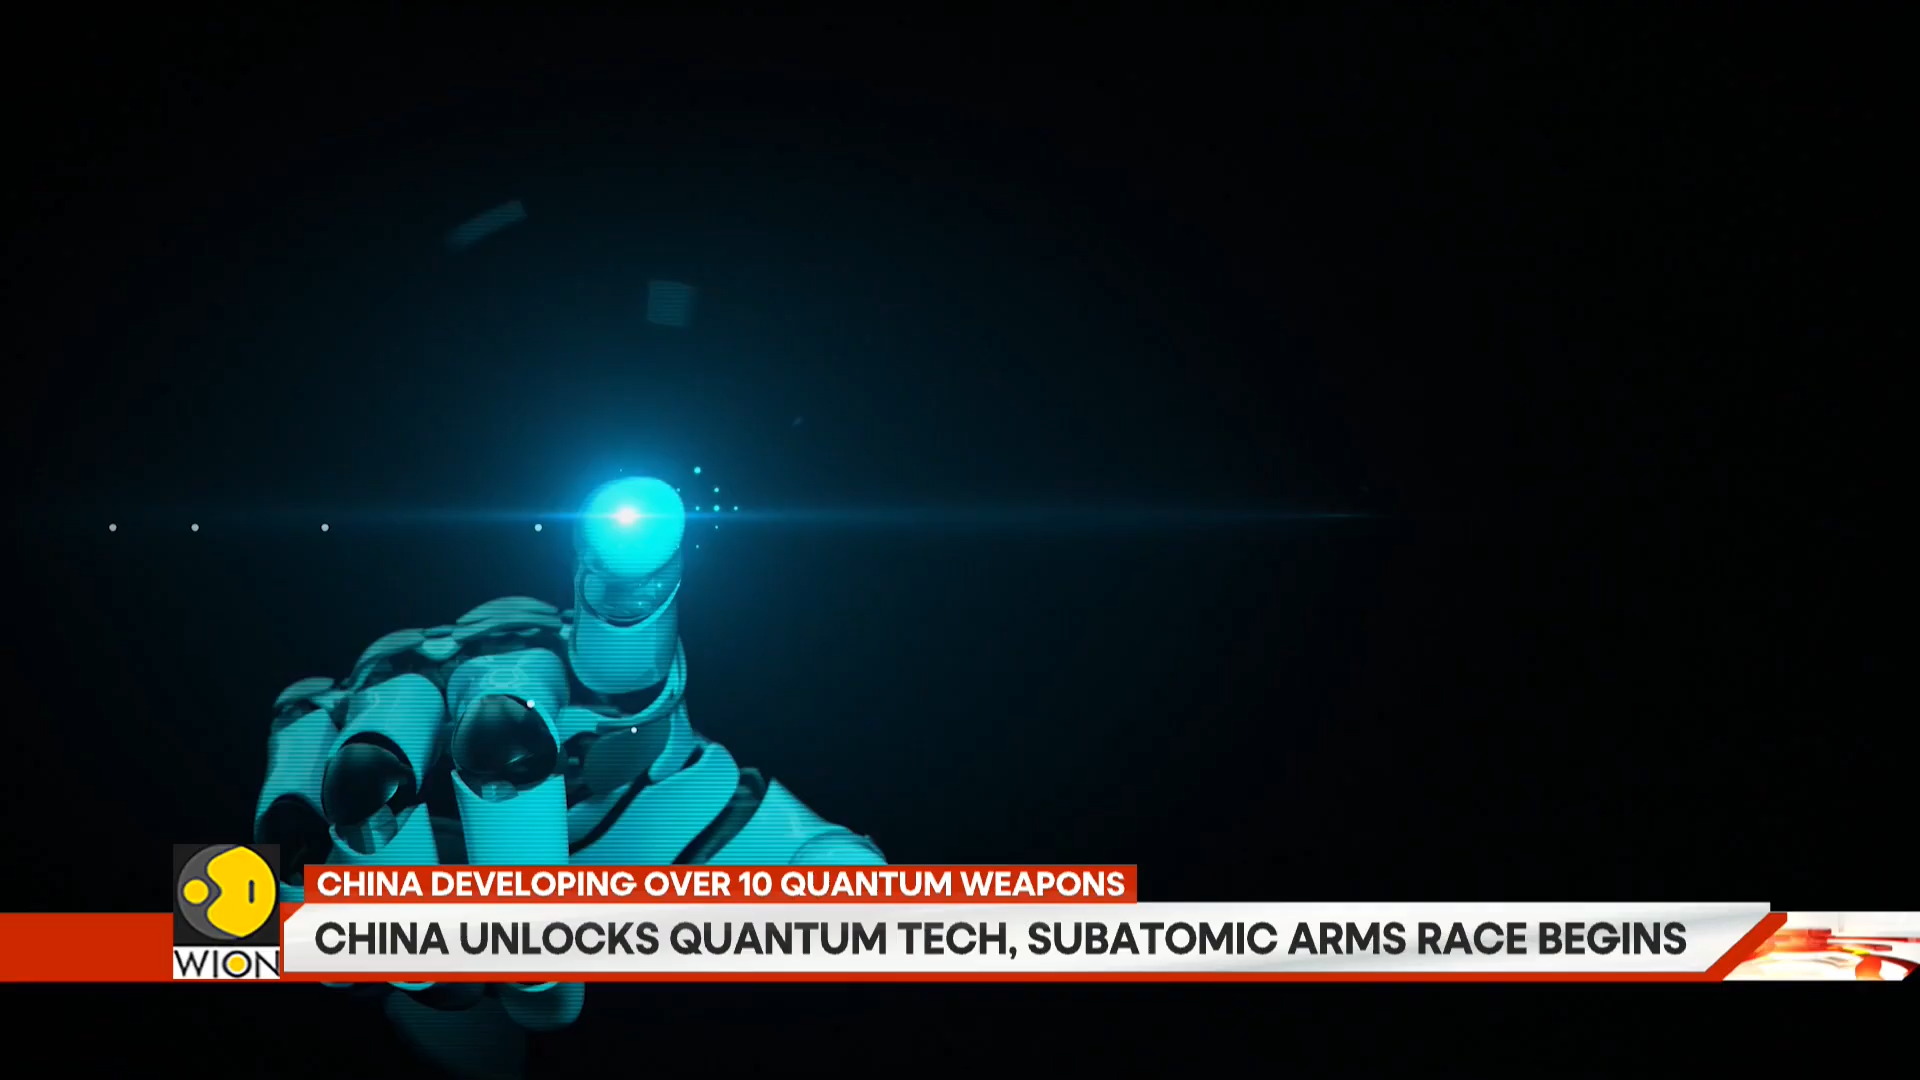 CHINA DEVELOPING OVER 10 QUANTUM WEAPONS
CHINA UNLOCKS QUANTUM TECH, SUBATOMIC ARMS RACE BEGINS
WION